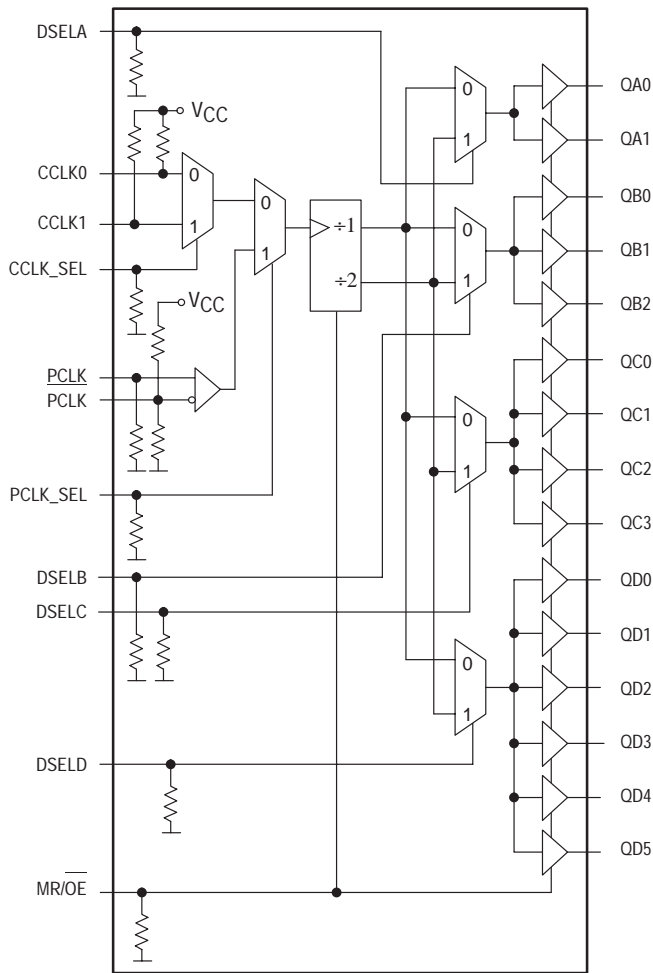 DSELA
VCC
CCLK0
CCLK1
CCLK_SEL
VCC
PCLK
PCLK
PCLK_SEL
DSELB
DSELC
DSELD
MR/OE
0
1
0
1
÷1
÷2
0
1
0
1
0
1
0
1
QA0
QA1
QB0
QB1
QB2
QC0
QC1
QC2
QC3
QD0
QD1
QD2
QD3
QD4
QD5